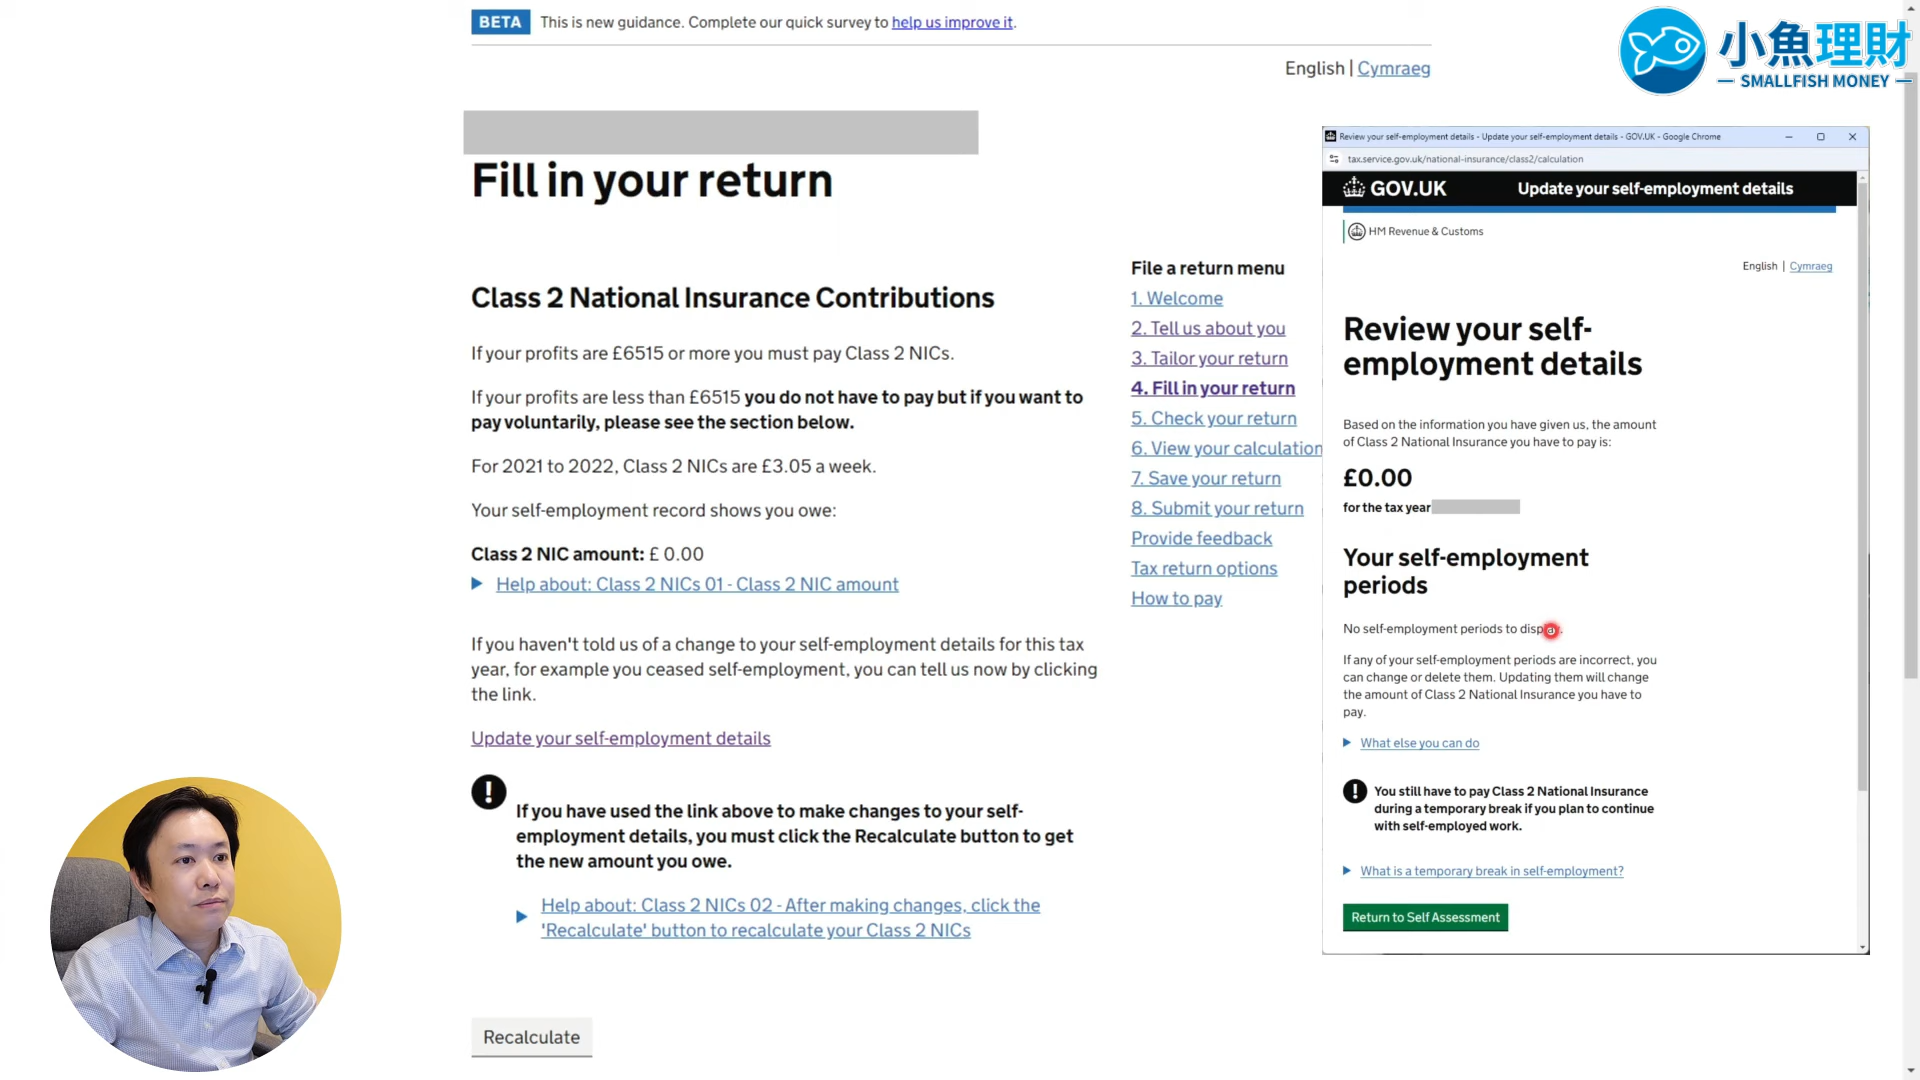 BETA This is new guidance. Complete our quick survey to help us improve it.
English | Cymraeg
小魚理財
SMALLFISH MONEY
Fill in your return
Class 2 National Insurance Contributions
If your profits are £6515 or more you must pay Class 2 NICs.
If your profits are less than £6515 you do not have to pay but if you want to
pay voluntarily, please see the section below.
For 2021 to 2022, Class 2 NICs are £3.05 a week.
Your self-employment record shows you owe:
Class 2 NIC amount: £ 0.00
Help about: Class 2 NICs 01 - Class 2 NIC amount
If you haven't told us of a change to your self-employment details for this tax
year, for example you ceased self-employment, you can tell us now by clicking
the link.
Update your self-employment details
If you have used the link above to make changes to your self-
employment details, you must click the Recalculate button to get
the new amount you owe.
Help about: Class 2 NICs 02 - After making changes, click the
'Recalculate' button to recalculate your Class 2 NICs
Recalculate
File a return menu
1. Welcome
2. Tell us about you
3. Tailor your return
4. Fill in your return
5. Check your return
6. View your calculation
7. Save your return
8. Submit your return
Provide feedback
Tax return options
How to pay
Review your self-employment details - Update your self-employment details - GOV.UK - Google Chrome
tax.service.gov.uk/national-insurance/class2/calculation
GOV.UK Update your self-employment details
HM Revenue & Customs
English | Cymraeg
Review your self-
employment details
Based on the information you have given us, the amount
of Class 2 National Insurance you have to pay is:
£0.00
for the tax year
Your self-employment
periods
No self-employment periods to display.
If any of your self-employment periods are incorrect, you
can change or delete them. Updating them will change
the amount of Class 2 National Insurance you have to
pay.
What else you can do
You still have to pay Class 2 National Insurance
during a temporary break if you plan to continue
with self-employed work.
What is a temporary break in self-employment?
Return to Self Assessment